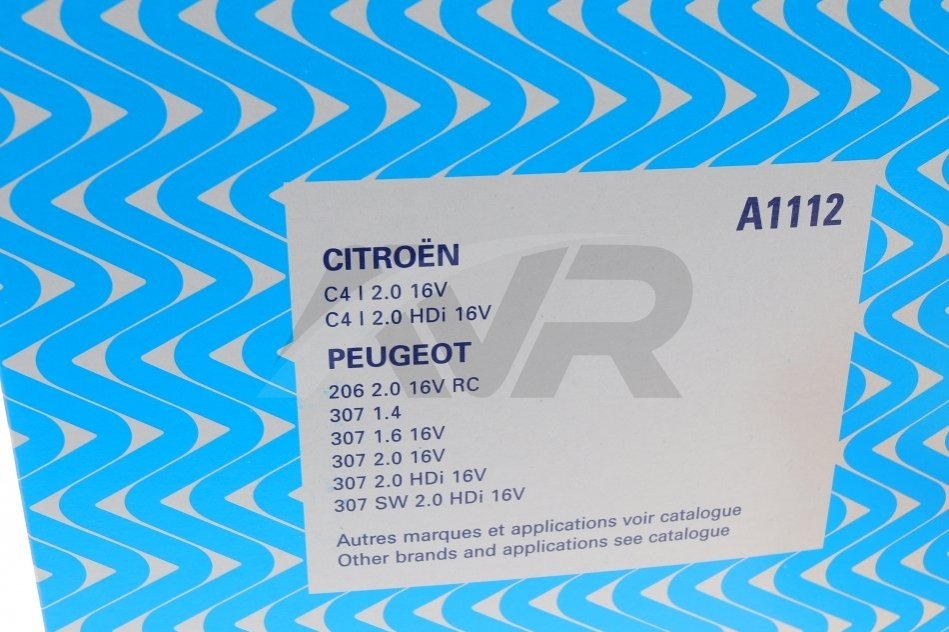 A1112
CITROËN
C4 I 2.0 16V
C4 I 2.0 HDi 16V
PEUGEOT
206 2.0 16V RC
307 1.4
307 1.6 16V
307 2.0 16V
307 2.0 HDi 16V
307 SW 2.0 HDi 16V
Autres marques et applications voir catalogue
Other brands and applications see catalogue